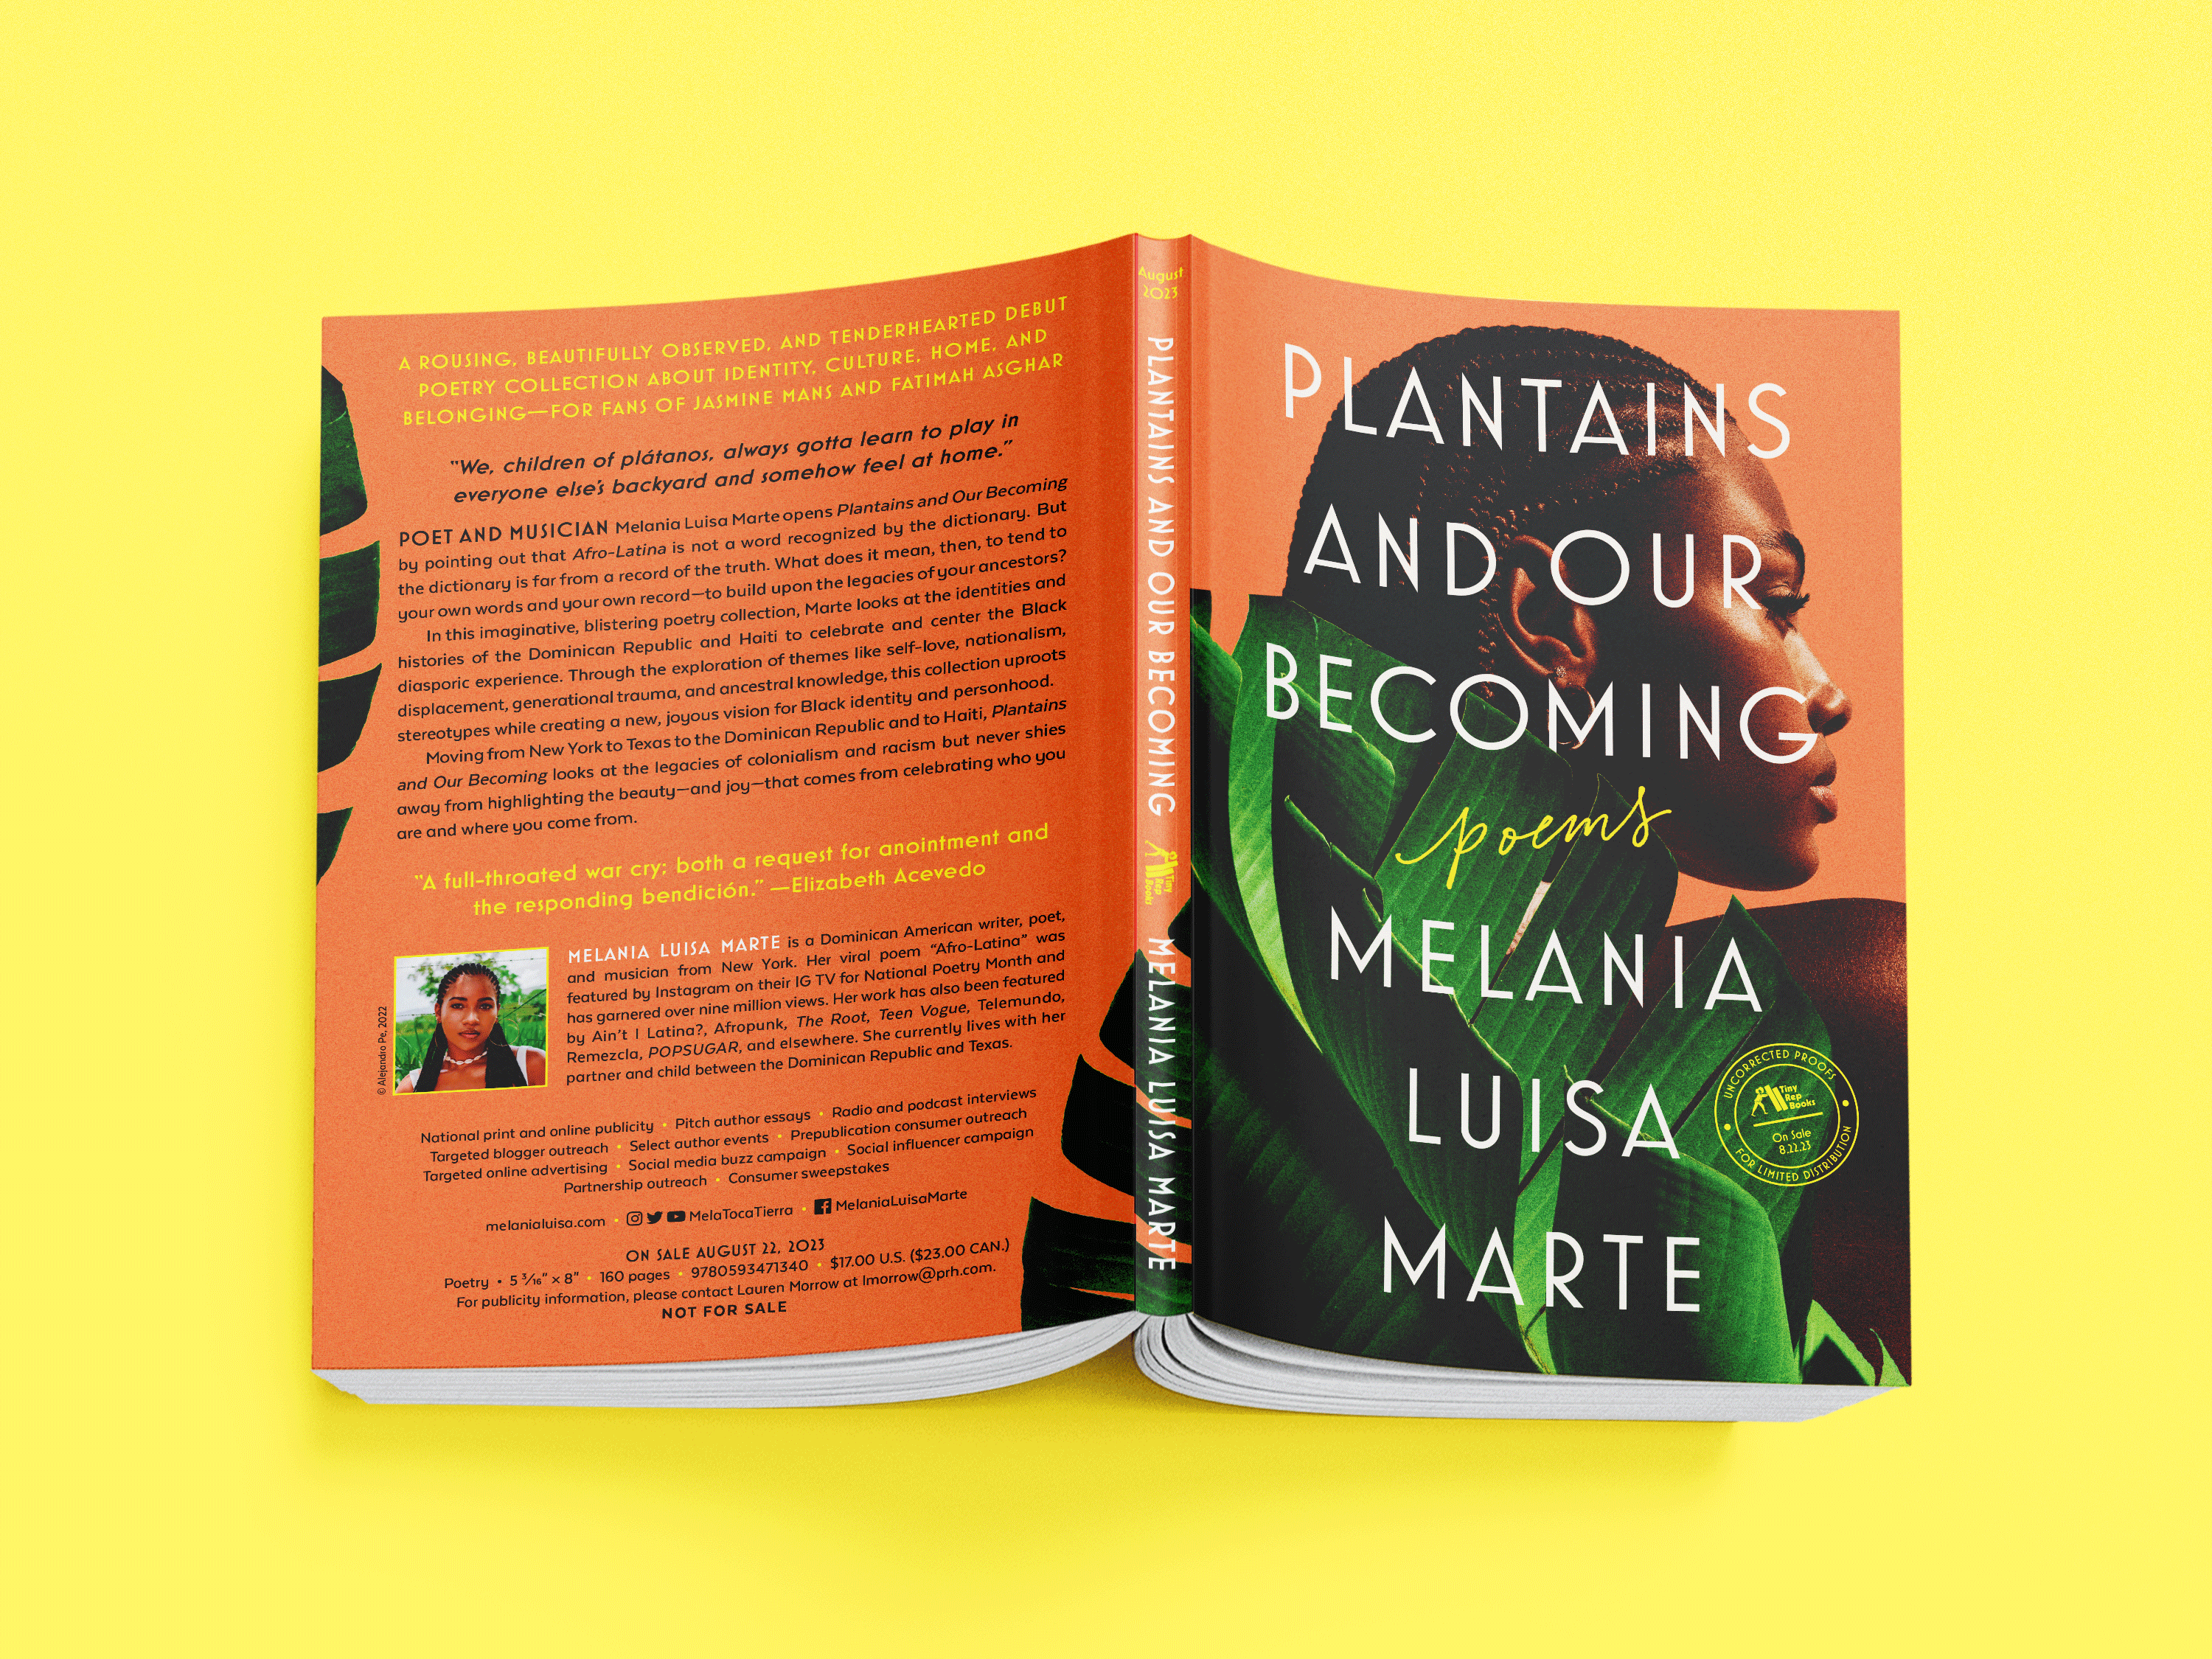 A ROUSING, BEAUTIFULLY OBSERVED, AND TENDERHEARTED DEBUT
POETRY COLLECTION ABOUT IDENTITY, CULTURE, HOME, AND
BELONGING—FOR FANS OF JASMINE MANS AND FATIMAH ASGHAR
"We, children of plátanos, always gotta learn to play in
everyone else's backyard and somehow feel at home."
POET AND MUSICIAN Melania Luisa Marte opens Plantains and Our Becoming
by pointing out that Afro-Latina is not a word recognized by the dictionary. But
the dictionary is far from a record of the truth. What does it mean, then, to tend to
your own words and your own record—to build upon the legacies of your ancestors?
In this imaginative, blistering poetry collection, Marte looks at the identities and
histories of the Dominican Republic and Haiti to celebrate and center the Black
diasporic experience. Through the exploration of themes like self-love, nationalism,
displacement, generational trauma, and ancestral knowledge, this collection uproots
stereotypes while creating a new, joyous vision for Black identity and personhood.
Moving from New York to Texas to the Dominican Republic and to Haiti, Plantains
and Our Becoming looks at the legacies of colonialism and racism but never shies
away from highlighting the beauty—and joy—that comes from celebrating who you
are and where you come from.
"A full-throated war cry; both a request for anointment and
the responding bendición." —Elizabeth Acevedo
© Alejandro Pe, 2022
MELANIA LUISA MARTE is a Dominican American writer, poet,
and musician from New York. Her viral poem "Afro-Latina" was
featured by Instagram on their IG TV for National Poetry Month and
has garnered over nine million views. Her work has also been featured
by Ain't I Latina?, Afropunk, The Root, Teen Vogue, Telemundo,
Remezcla, POPSUGAR, and elsewhere. She currently lives with her
partner and child between the Dominican Republic and Texas.
National print and online publicity • Pitch author essays • Radio and podcast interviews
Targeted blogger outreach • Select author events • Prepublication consumer outreach
Targeted online advertising • Social media buzz campaign • Social influencer campaign
Partnership outreach • Consumer sweepstakes
melanialuisa.com • MelaTocaTierra • MelaniaLuisaMarte
ON SALE AUGUST 22, 2023
Poetry • 5 3/16" × 8" • 160 pages • 9780593471340 • $17.00 U.S. ($23.00 CAN.)
For publicity information, please contact Lauren Morrow at lmorrow@prh.com.
NOT FOR SALE
August
2023
PLANTAINS AND OUR BECOMING
Tiny
Rep
Books
MELANIA LUISA MARTE
PLANTAINS
AND OUR
BECOMING
poems
MELANIA
LUISA
MARTE
UNCORRECTED PROOFS
Tiny
Rep
Books
On Sale
8.22.23
FOR LIMITED DISTRIBUTION